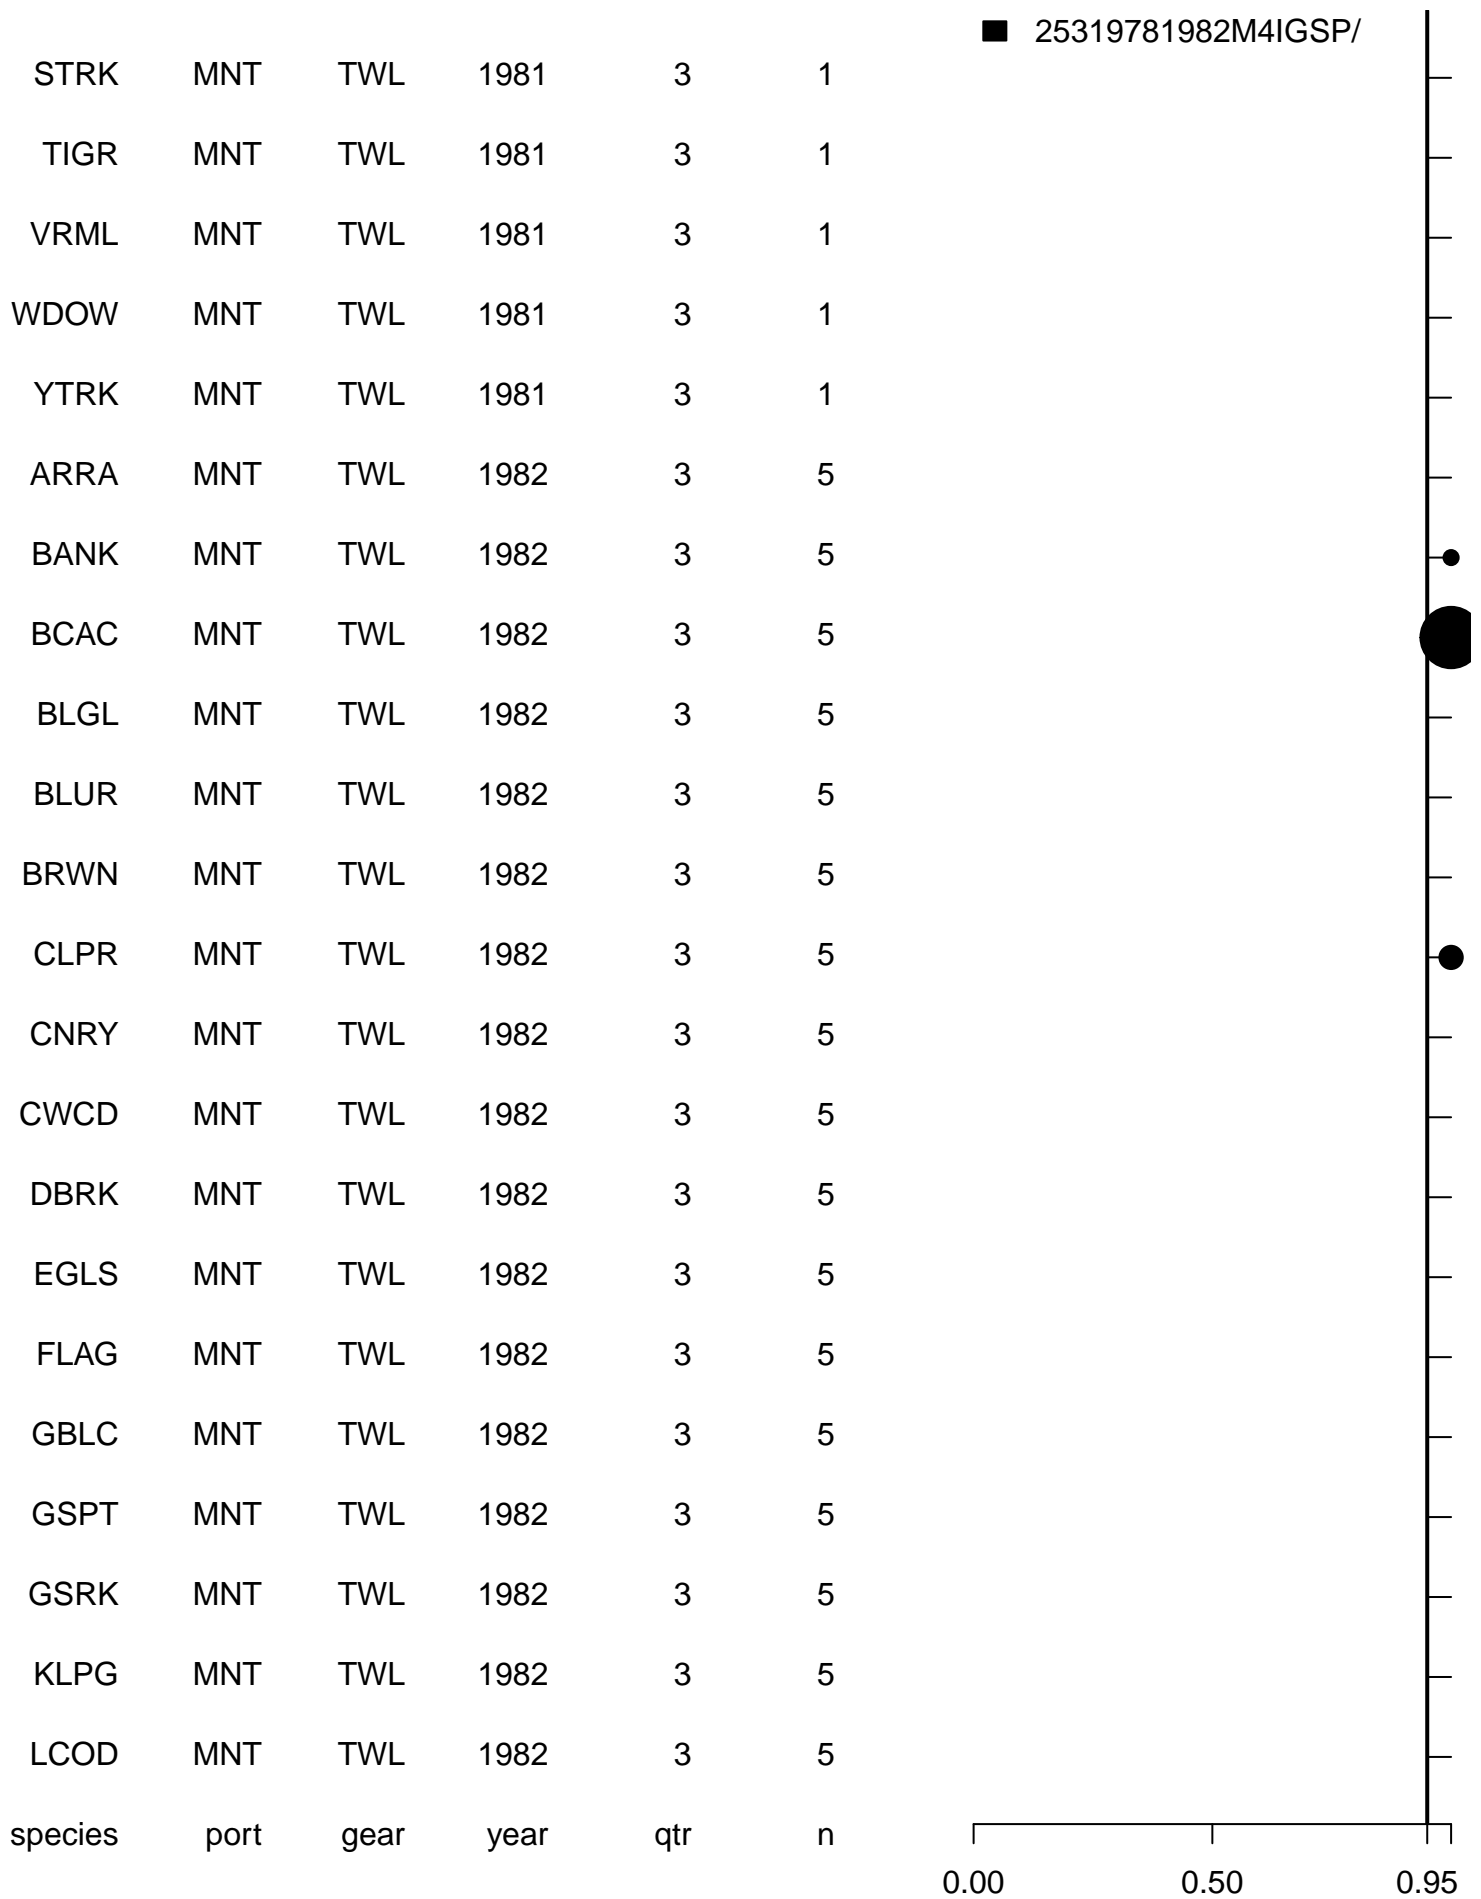 25319781982M4IGSP/
STRK MNT TWL 1981 3 1
TIGR MNT TWL 1981 3 1
VRML MNT TWL 1981 3 1
WDOW MNT TWL 1981 3 1
YTRK MNT TWL 1981 3 1
ARRA MNT TWL 1982 3 5
BANK MNT TWL 1982 3 5
BCAC MNT TWL 1982 3 5
BLGL MNT TWL 1982 3 5
BLUR MNT TWL 1982 3 5
BRWN MNT TWL 1982 3 5
CLPR MNT TWL 1982 3 5
CNRY MNT TWL 1982 3 5
CWCD MNT TWL 1982 3 5
DBRK MNT TWL 1982 3 5
EGLS MNT TWL 1982 3 5
FLAG MNT TWL 1982 3 5
GBLC MNT TWL 1982 3 5
GSPT MNT TWL 1982 3 5
GSRK MNT TWL 1982 3 5
KLPG MNT TWL 1982 3 5
LCOD MNT TWL 1982 3 5
species port gear year qtr n
0.00 0.50 0.95